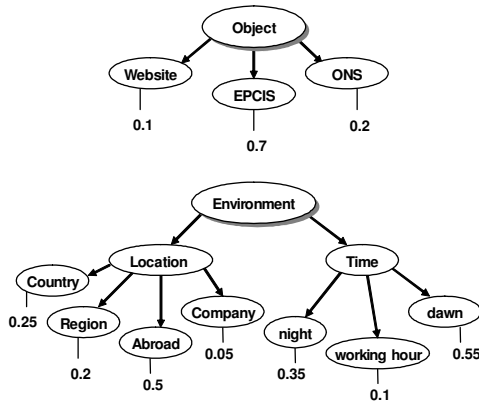 Object
Website
EPCIS
ONS
0.1
0.7
0.2
Environment
Location
Time
Country
Region
Abroad
Company
night
working hour
dawn
0.25
0.2
0.5
0.05
0.35
0.1
0.55